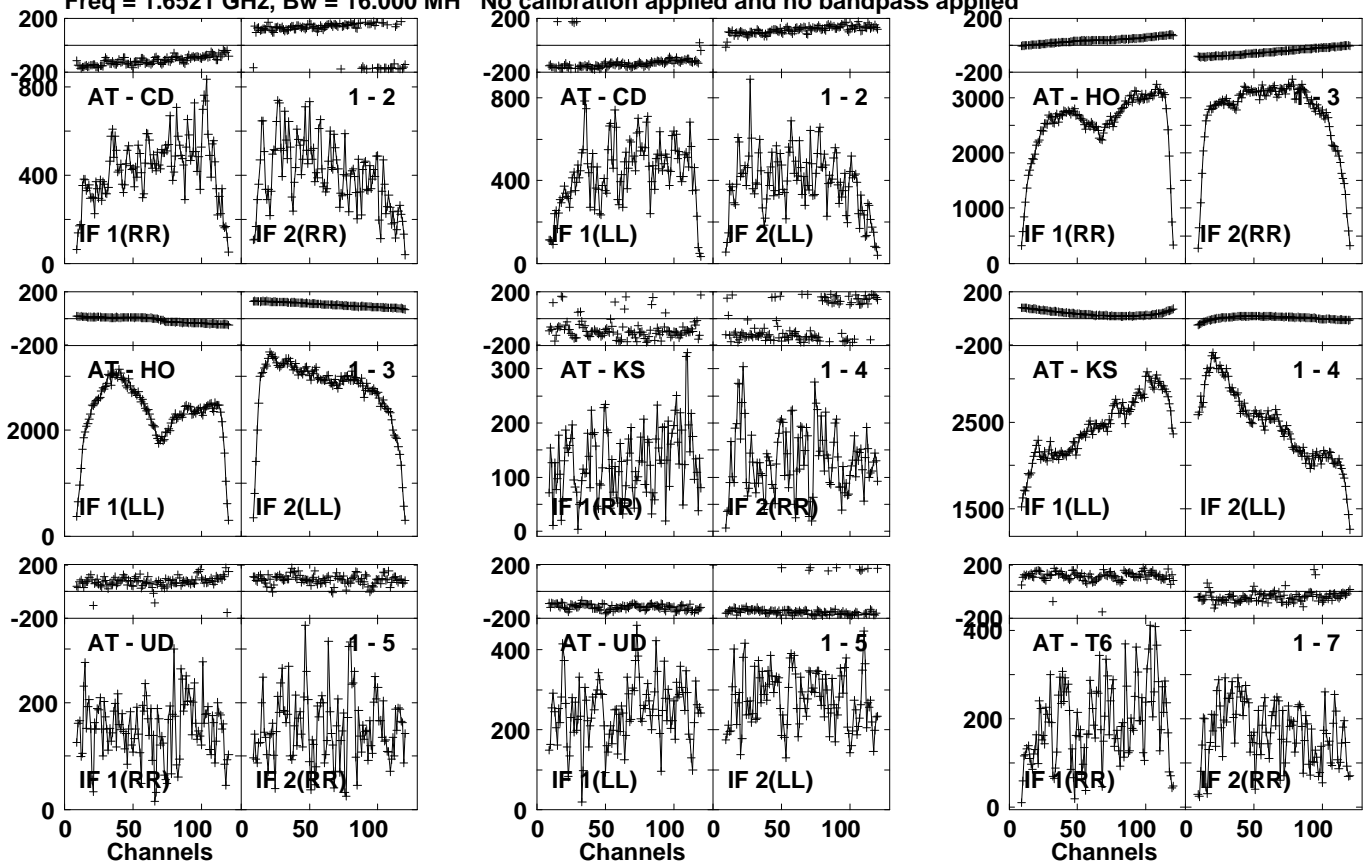 Freq = 1.6521 GHz, Bw = 16.000 MH No calibration applied and no bandpass applied
200
-200
800
400
0
AT - CD
1 - 2
IF 1(RR)
IF 2(RR)
200
-200
800
400
0
AT - CD
1 - 2
IF 1(LL)
IF 2(LL)
200
-200
3000
2000
1000
0
AT - HO
1 - 3
IF 1(RR)
IF 2(RR)
200
-200
2000
0
AT - HO
1 - 3
IF 1(LL)
IF 2(LL)
200
-200
300
200
100
0
AT - KS
1 - 4
IF 1(RR)
IF 2(RR)
200
-200
2500
1500
AT - KS
1 - 4
IF 1(LL)
IF 2(LL)
200
-200
200
0
AT - UD
1 - 5
IF 1(RR)
IF 2(RR)
0 50 100 0 50 100
Channels
200
-200
400
200
0
AT - UD
1 - 5
IF 1(LL)
IF 2(LL)
200
-200
400
200
0
AT - T6
1 - 7
IF 1(RR)
IF 2(RR)
0 50 100 0 50 100
Channels